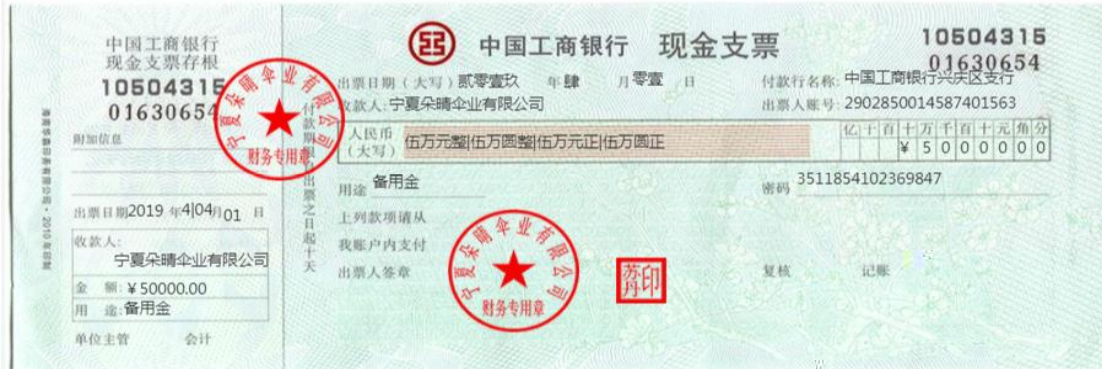 中国工商银行
现金支票存根
10504315
01630654
附加信息
出票日期2019 年4|04月01 日
收款人:
宁夏朵晴伞业有限公司
金 额:¥50000.00
用 途:备用金
单位主管 会计
付款期限自出票之日起十天
中国工商银行 现金支票
10504315
01630654
出票日期(大写)贰零壹玖 年肆 月零壹 日
付款行名称:中国工商银行兴庆区支行
收款人:宁夏朵晴伞业有限公司
出票人账号:2902850014587401563
人民币
(大写)
伍万元整|伍万圆整|伍万元正|伍万圆正
亿千百十万千百十元角分
¥5000000
用途 备用金
密码 3511854102369847
上列款项请从
我账户内支付
出票人签章
复核 记账
宁夏朵晴伞业有限公司
财务专用章
宁夏朵晴伞业有限公司
财务专用章
苏丹印